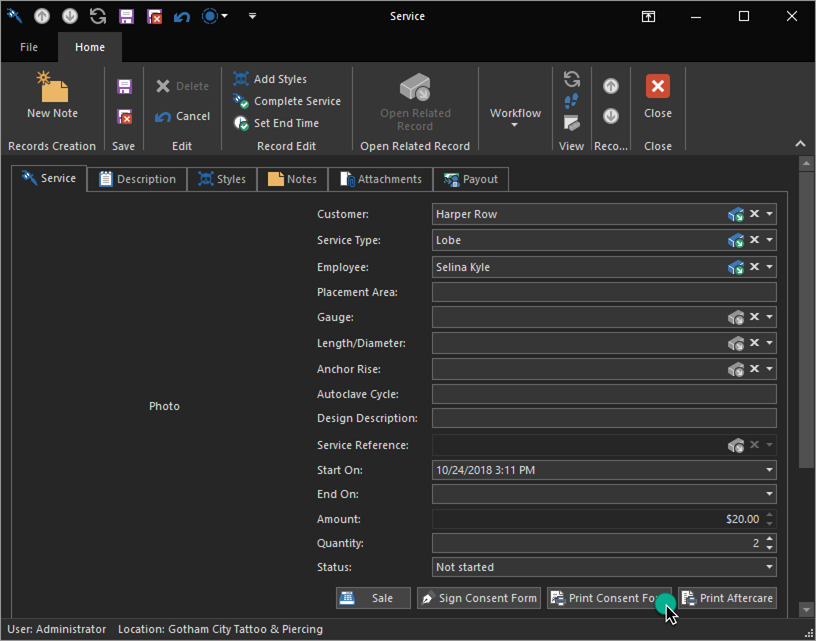 Service
File Home
New Note
Records Creation
Save
Delete
Cancel
Edit
Add Styles
Complete Service
Set End Time
Record Edit
Open Related
Record
Open Related Record
Workflow
View
Reco...
Close
Close
Service Description Styles Notes Attachments Payout
Photo
Customer: Harper Row
Service Type: Lobe
Employee: Selina Kyle
Placement Area:
Gauge:
Length/Diameter:
Anchor Rise:
Autoclave Cycle:
Design Description:
Service Reference:
Start On: 10/24/2018 3:11 PM
End On:
Amount: $20.00
Quantity: 2
Status: Not started
Sale Sign Consent Form Print Consent Fo Print Aftercare
User: Administrator Location: Gotham City Tattoo & Piercing